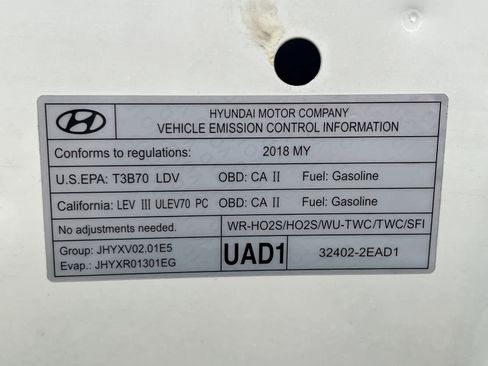 HYUNDAI MOTOR COMPANY
VEHICLE EMISSION CONTROL INFORMATION
Conforms to regulations: 2018 MY
U.S.EPA: T3B70 LDV OBD: CA II Fuel: Gasoline
California: LEV III ULEV70 PC OBD: CA II Fuel: Gasoline
No adjustments needed. WR-HO2S/HO2S/WU-TWC/TWC/SFI
Group: JHYXV02.01E5
Evap.: JHYXR01301EG
UAD1
32402-2EAD1